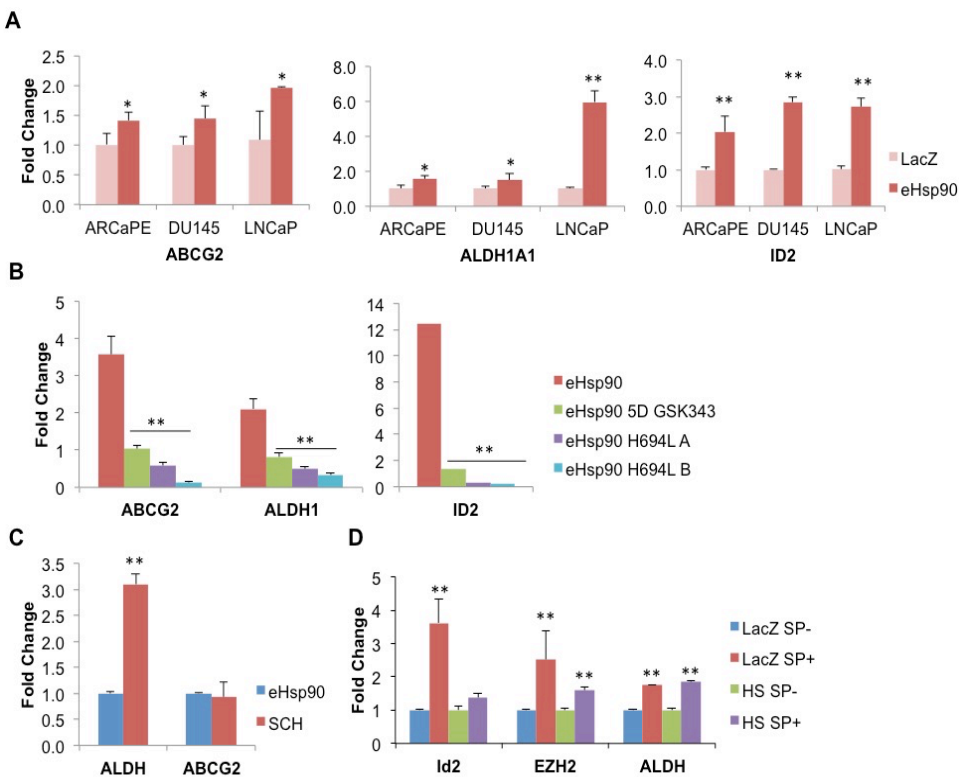 A
Fold Change
2.5
2.0
1.5
1.0
0.5
0.0
*
*
*
ARCaPE DU145 LNCaP
ABCG2
8.0
6.0
4.0
2.0
0.0
*
*
**
ARCaPE DU145 LNCaP
ALDH1A1
4.0
3.0
2.0
1.0
0.0
**
**
**
ARCaPE DU145 LNCaP
ID2
LacZ
eHsp90
B
Fold Change
5
4
3
2
1
0
**
**
ABCG2 ALDH1
14
12
10
8
6
4
2
0
**
ID2
eHsp90
eHsp90 5D GSK343
eHsp90 H694L A
eHsp90 H694L B
C
Fold Change
3.5
3.0
2.5
2.0
1.5
1.0
0.5
0.0
**
ALDH ABCG2
eHsp90
SCH
D
Fold Change
5
4
3
2
1
0
**
**
**
**
**
Id2 EZH2 ALDH
LacZ SP-
LacZ SP+
HS SP-
HS SP+